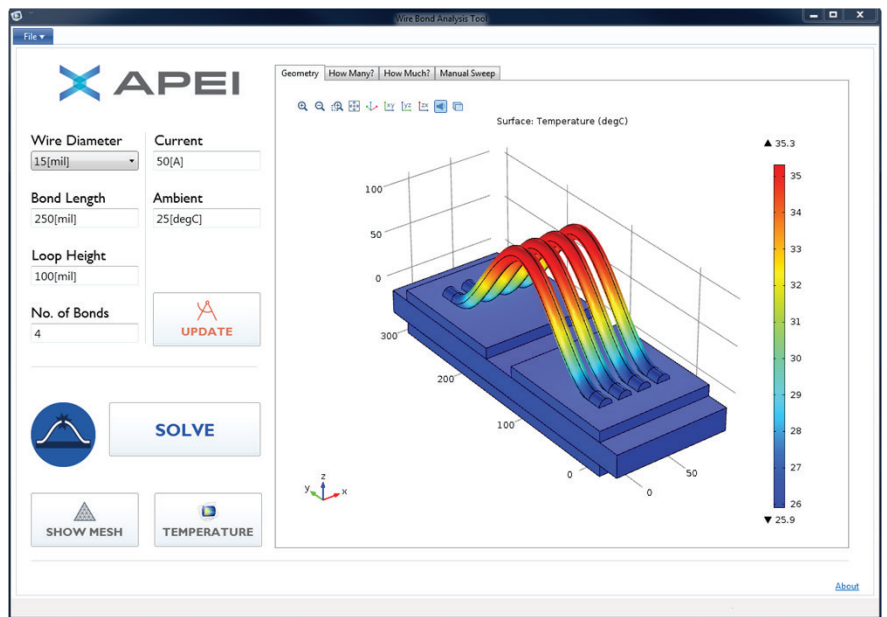 Wire Bond Analysis Tool
File
APEI
Wire Diameter
15[mil]
Current
50[A]
Bond Length
250[mil]
Ambient
25[degC]
Loop Height
100[mil]
No. of Bonds
4
UPDATE
SOLVE
SHOW MESH
TEMPERATURE
Geometry How Many? How Much? Manual Sweep
xy yz zx
Surface: Temperature (degC)
▲ 35.3
35
34
33
32
31
30
29
28
27
26
▼ 25.9
100
50
0
300
200
100
0
50
0
z
y
x
About